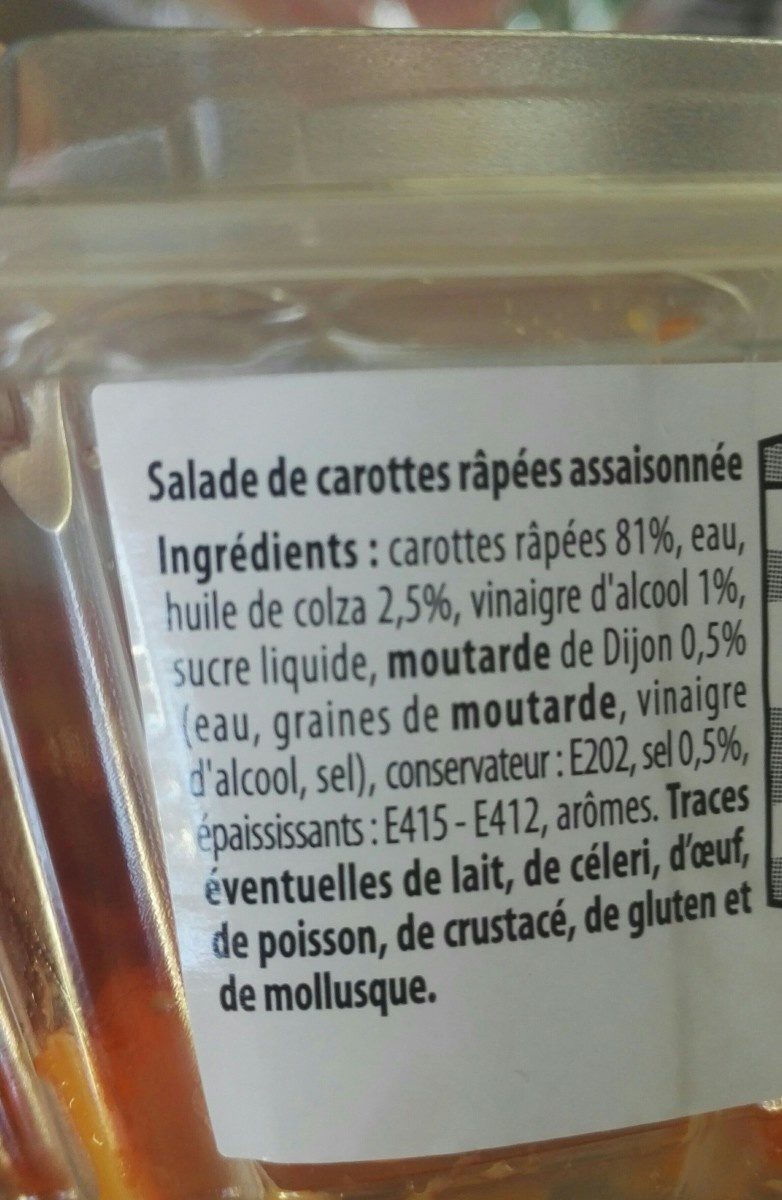 Salade de carottes râpées assaisonnée
Ingrédients : carottes râpées 81%, eau,
huile de colza 2,5%, vinaigre d'alcool 1%,
sucre liquide, moutarde de Dijon 0,5%
(eau, graines de moutarde, vinaigre
d'alcool, sel), conservateur : E202, sel 0,5%,
épaississants : E415 - E412, arômes. Traces
éventuelles de lait, de céleri, d'œuf,
de poisson, de crustacé, de gluten et
de mollusque.